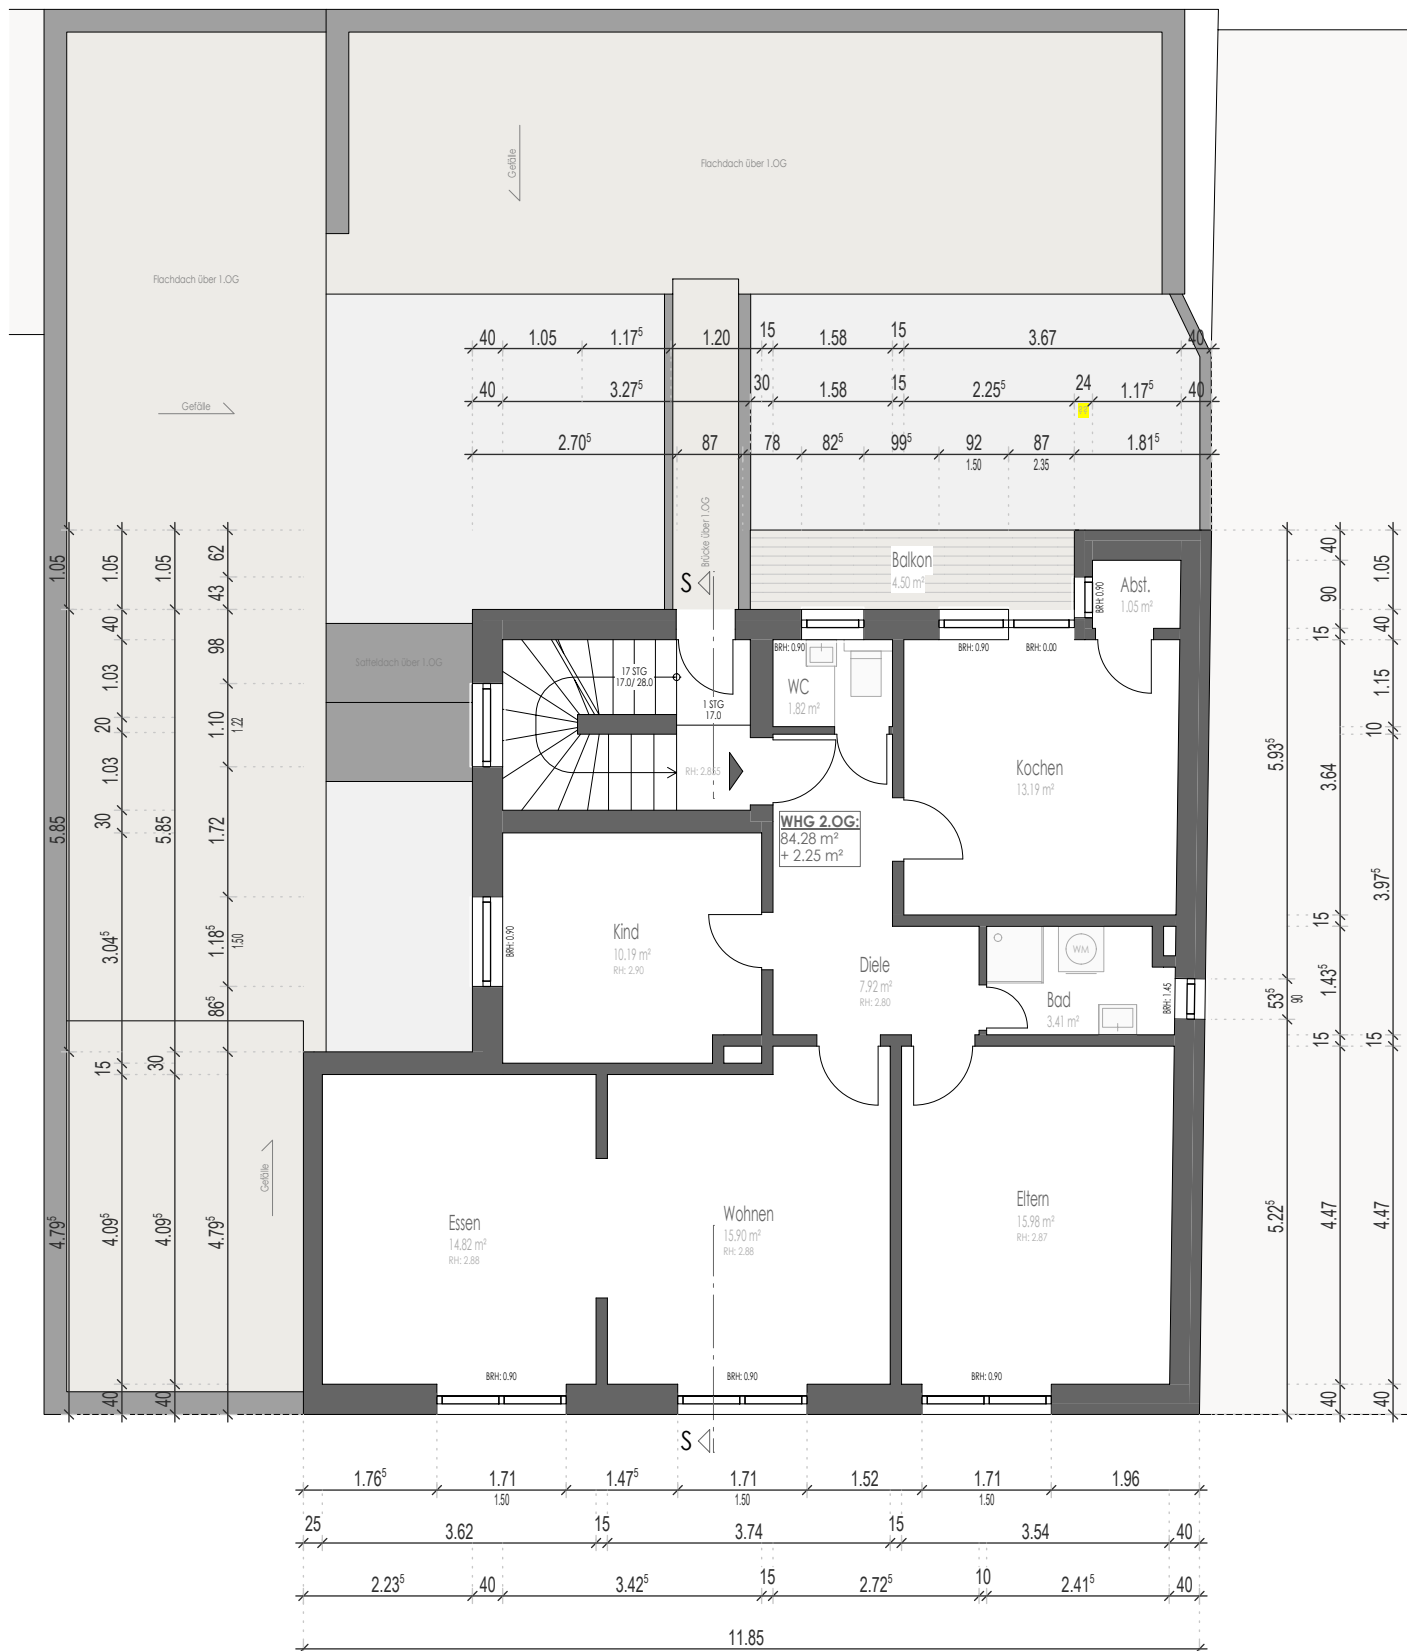 Gefälle
Flachdach über 1.OG
Flachdach über 1.OG
Gefälle
40 1.05 1.17⁵ 1.20 15 1.58 15 3.67 40
40 3.27⁵ 30 1.58 15 2.25⁵ 24 1.17⁵ 40
2.70⁵ 87 78 82⁵ 99⁵ 92 87 1.81⁵
1.50 2.35
Brücke über 1.OG
S
Balkon
4.50 m²
BRH: 0.90
Abst.
1.05 m²
Satteldach über 1.OG
17 STG
17.0/ 28.0
1 STG
17.0
RH: 2.855
BRH: 0.90
WC
1.82 m²
BRH: 0.90
BRH: 0.00
Kochen
13.19 m²
WHG 2.OG:
84.28 m²
+ 2.25 m²
BRH: 0.90
Kind
10.19 m²
RH: 2.90
Diele
7.92 m²
RH: 2.80
WM
Bad
3.41 m²
BRH: 1.45
Gefälle
Essen
14.82 m²
RH: 2.88
Wohnen
15.90 m²
RH: 2.88
Eltern
15.98 m²
RH: 2.87
BRH: 0.90
BRH: 0.90
BRH: 0.90
S
1.05 5.85 4.79⁵
1.05 40 1.03 20 1.03 30 3.04⁵ 15 4.09⁵ 40
1.05 5.85 30 4.09⁵ 40
62 43 98 1.10 1.72 1.18⁵ 86⁵ 4.79⁵
1.22 1.50
5.93⁵ 53⁵ 5.22⁵
90
40 90 15 3.64 15 1.43⁵ 15 4.47 40
1.05 40 1.15 10 3.97⁵ 15 4.47 40
1.76⁵ 1.71 1.47⁵ 1.71 1.52 1.71 1.96
1.50 1.50 1.50
25 3.62 15 3.74 15 3.54 40
2.23⁵ 40 3.42⁵ 15 2.72⁵ 10 2.41⁵ 40
11.85